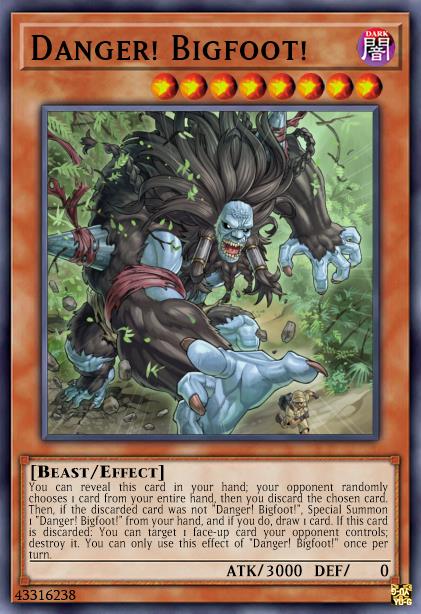 DANGER! BIGFOOT!
DARK
闇
[BEAST/EFFECT]
You can reveal this card in your hand; your opponent randomly
chooses 1 card from your entire hand, then you discard the chosen card.
Then, if the discarded card was not "Danger! Bigfoot!", Special Summon
1 "Danger! Bigfoot!" from your hand, and if you do, draw 1 card. If this card
is discarded: You can target 1 face-up card your opponent controls;
destroy it. You can only use this effect of "Danger! Bigfoot!" once per
turn.
ATK/3000 DEF/ 0
43316238